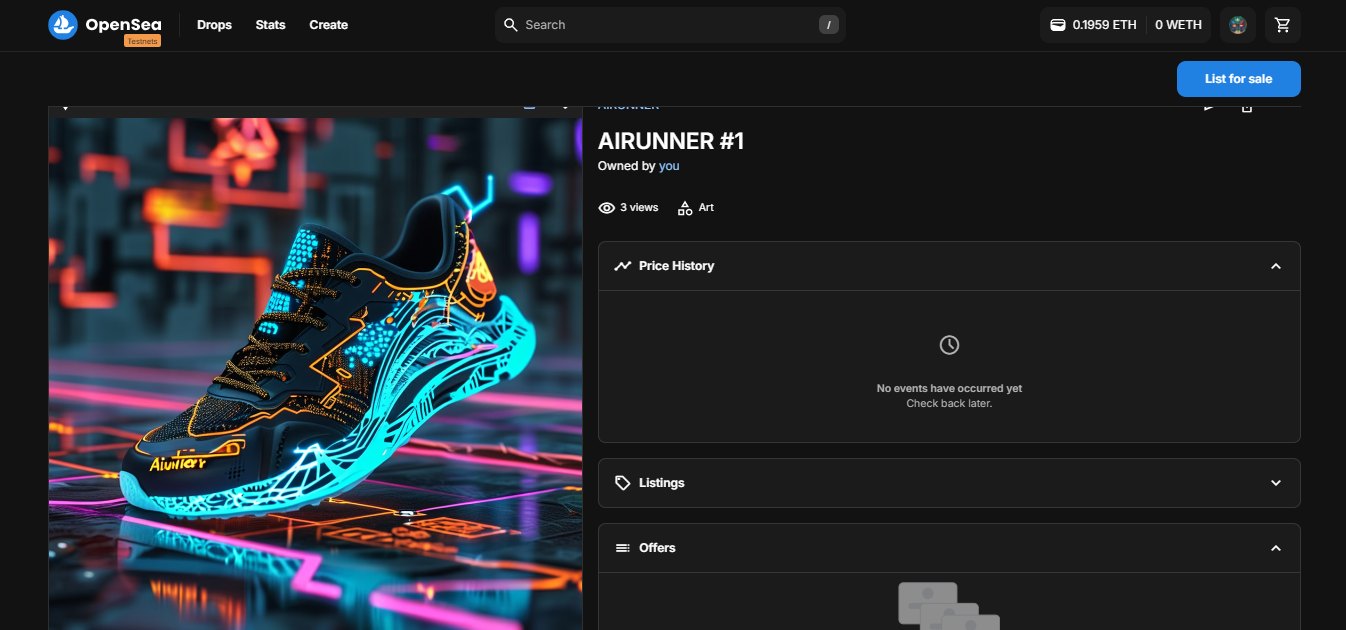 OpenSea
Testnets
Drops
Stats
Create
Search
/
0.1959 ETH
0 WETH
List for sale
AIRUNNER
AIRUNNER #1
Owned by you
3 views
Art
Price History
No events have occurred yet
Check back later.
Listings
Offers